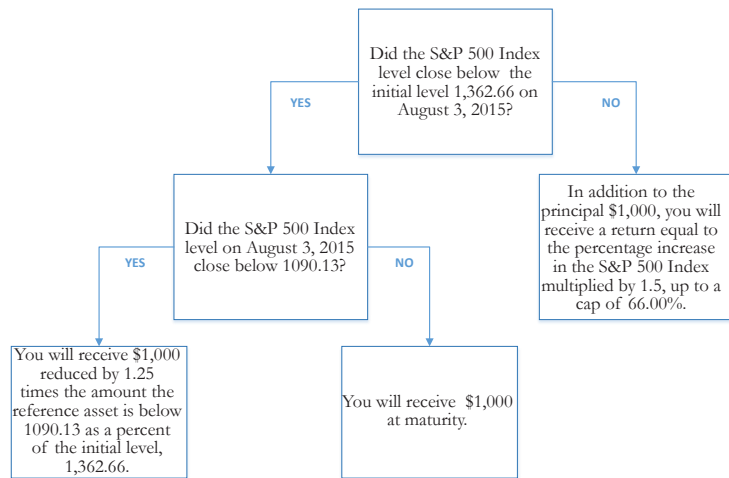 Did the S&P 500 Index
level close below the
initial level 1,362.66 on
August 3, 2015?
YES
NO
Did the S&P 500 Index
level on August 3, 2015
close below 1090.13?
In addition to the
principal $1,000, you will
receive a return equal to
the percentage increase
in the S&P 500 Index
multiplied by 1.5, up to a
cap of 66.00%.
YES
NO
You will receive $1,000
reduced by 1.25
times the amount the
reference asset is below
1090.13 as a percent
of the initial level,
1,362.66.
You will receive $1,000
at maturity.